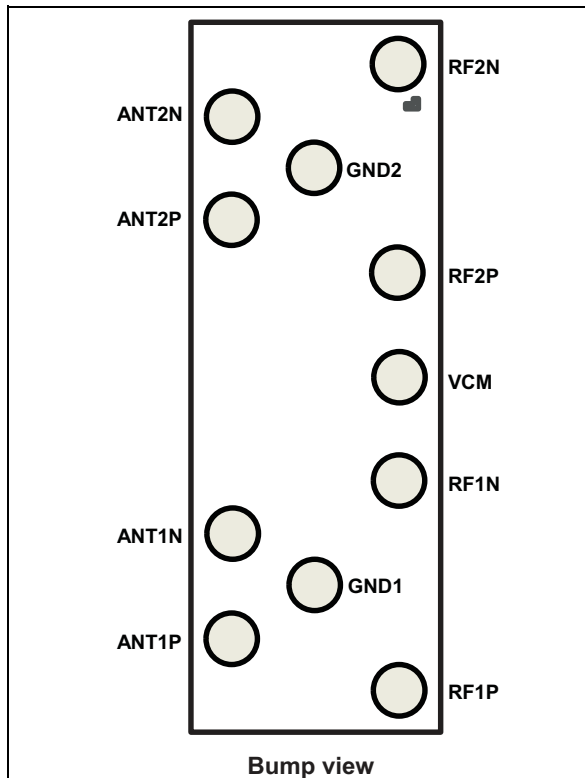 RF2N
ANT2N
GND2
ANT2P
RF2P
VCM
RF1N
ANT1N
GND1
ANT1P
RF1P
Bump view